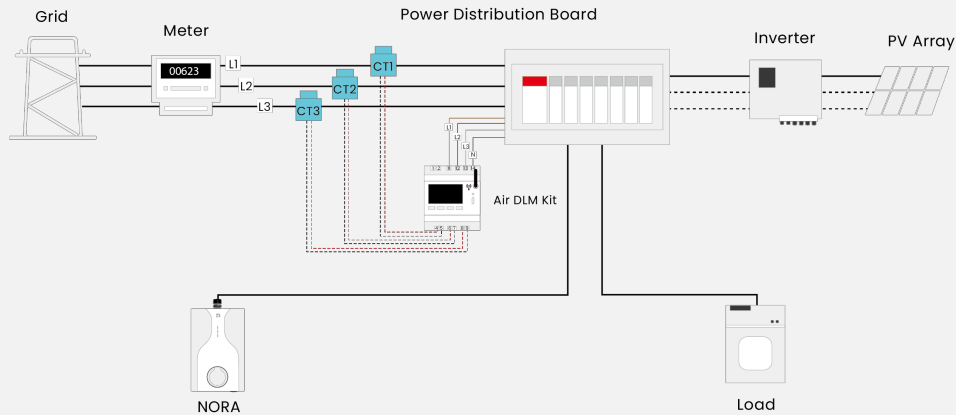 Power Distribution Board
Grid
Meter
Inverter
PV Array
00623
L1
L2
L3
CT1
CT2
CT3
L1
L2
L3
N
Air DLM Kit
NORA
Load